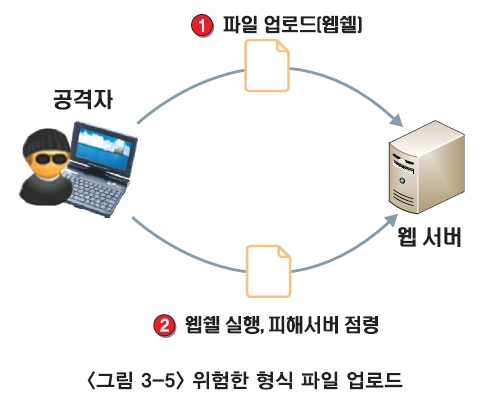 1 파일 업로드(웹쉘)
공격자
웹 서버
2 웹쉘 실행, 피해서버 점령
<그림 3-5> 위험한 형식 파일 업로드